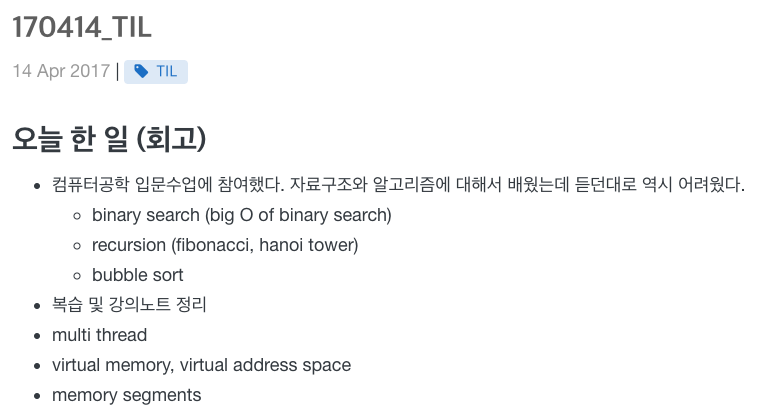 170414_TIL
14 Apr 2017 | TIL
오늘 한 일 (회고)
컴퓨터공학 입문수업에 참여했다. 자료구조와 알고리즘에 대해서 배웠는데 듣던대로 역시 어려웠다.
binary search (big O of binary search)
recursion (fibonacci, hanoi tower)
bubble sort
복습 및 강의노트 정리
multi thread
virtual memory, virtual address space
memory segments